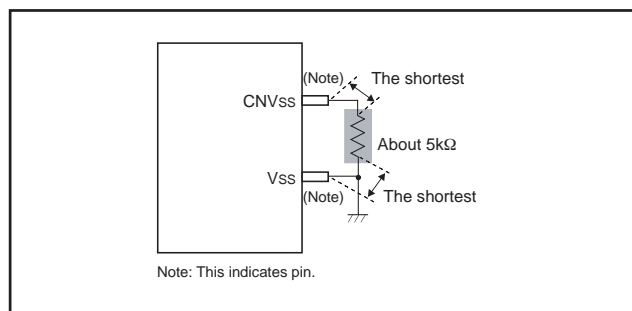 (Note)
The shortest
CNVSS
About 5kΩ
VSS
(Note)
The shortest
Note: This indicates pin.